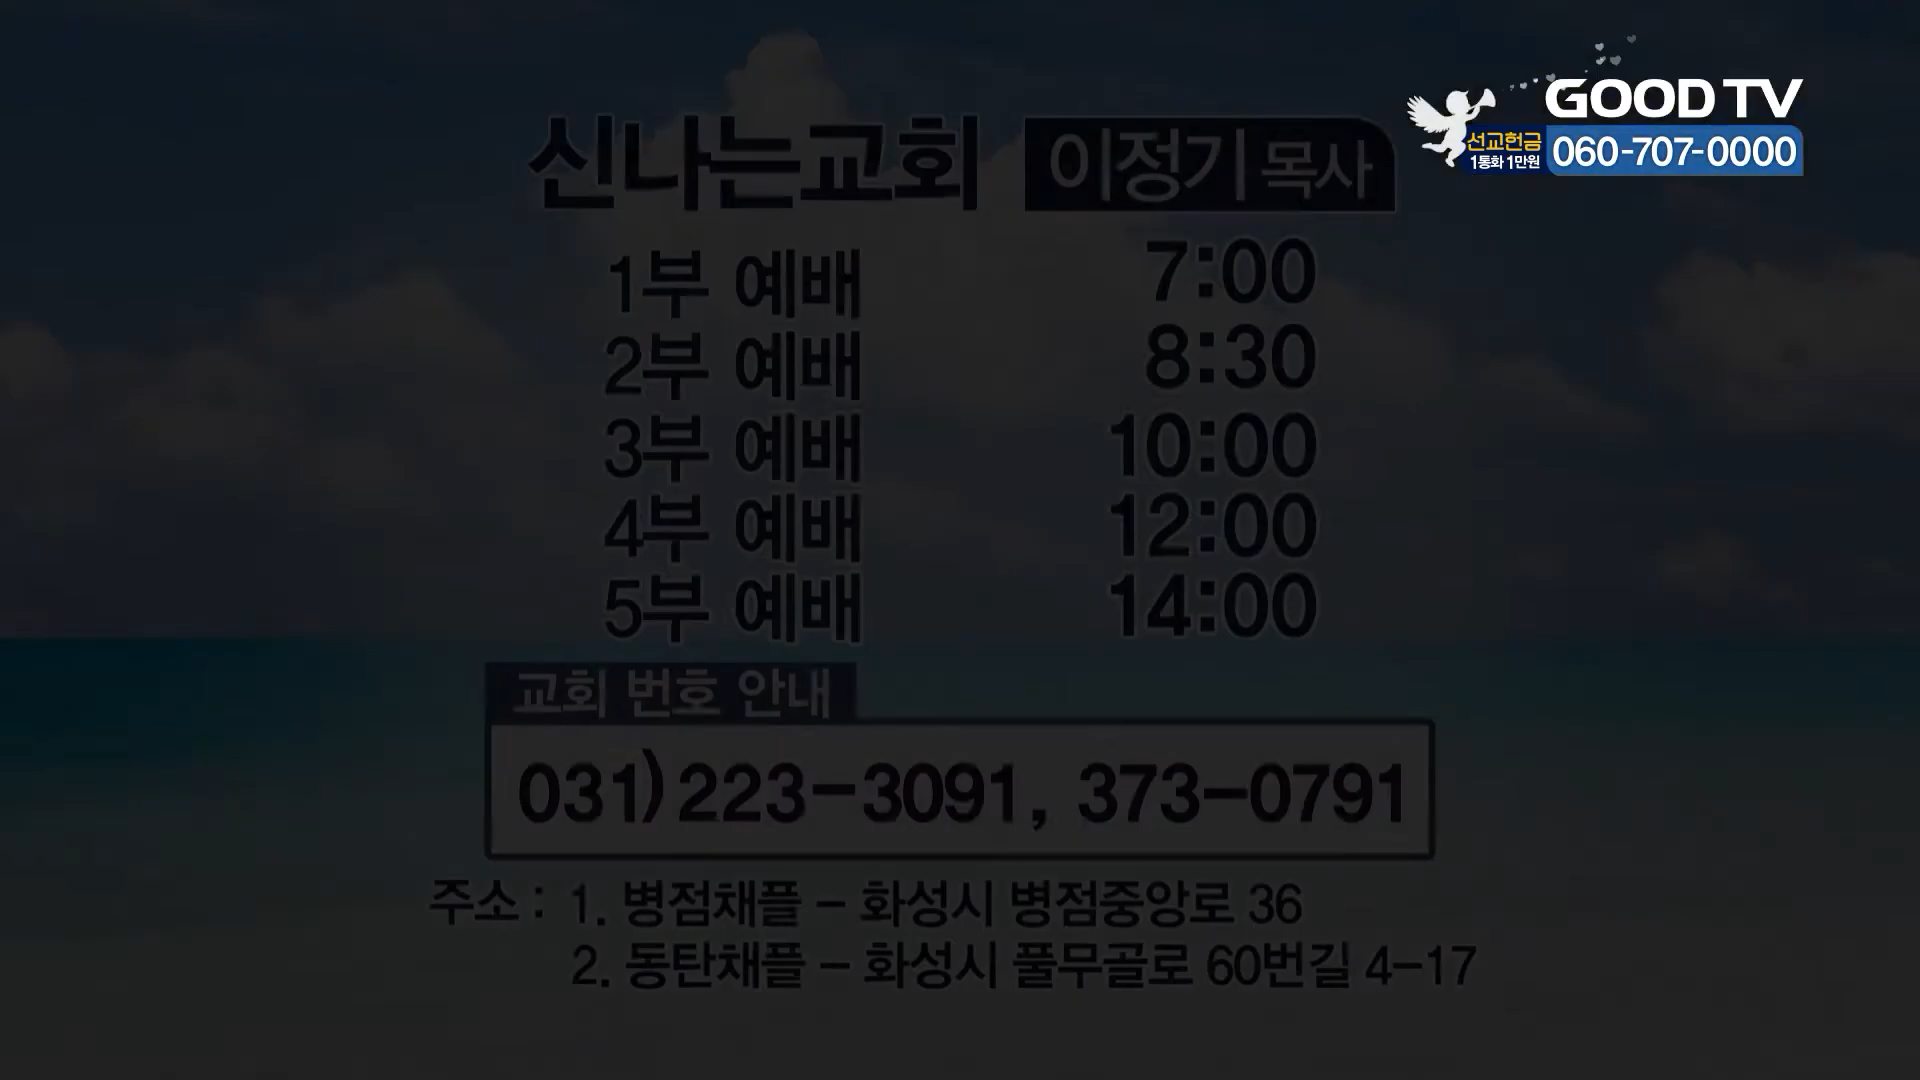 GOOD TV
선교헌금 060-707-0000
1통화 1만원
신나는교회 이정기 목사
1부 예배 7:00
2부 예배 8:30
3부 예배 10:00
4부 예배 12:00
5부 예배 14:00
교회 번호 안내
031)223-3091, 373-0791
주소 : 1. 병점채플 - 화성시 병점중앙로 36
2. 동탄채플 - 화성시 풀무골로 60번길 4-17